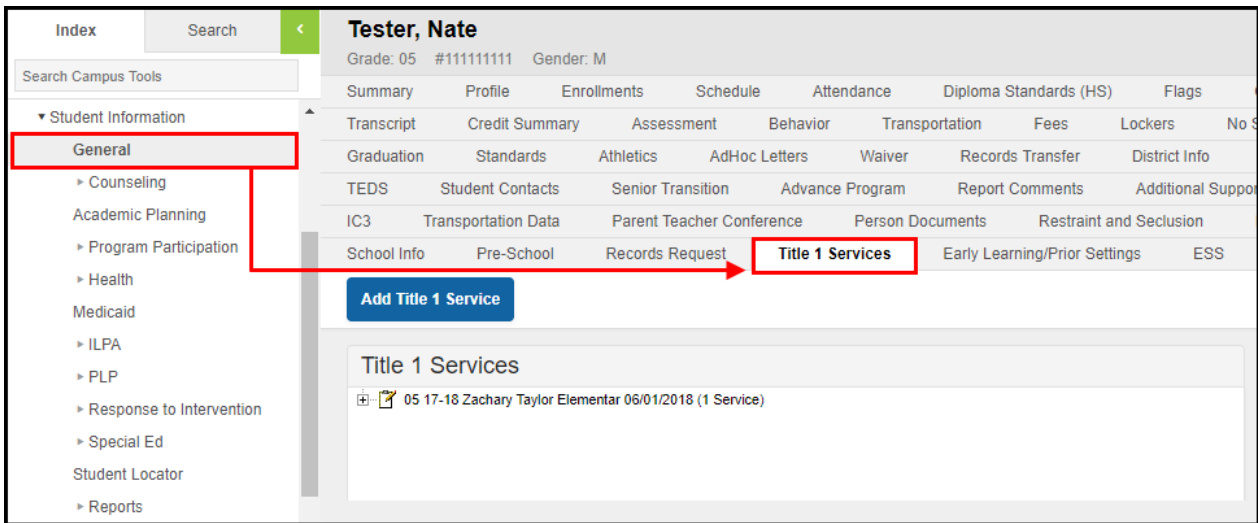 Index Search
Search Campus Tools
Student Information
General
Counseling
Academic Planning
Program Participation
Health
Medicaid
ILPA
PLP
Response to Intervention
Special Ed
Student Locator
Reports
Tester, Nate
Grade: 05 #111111111 Gender: M
Summary Profile Enrollments Schedule Attendance Diploma Standards (HS) Flags
Transcript Credit Summary Assessment Behavior Transportation Fees Lockers No
Graduation Standards Athletics AdHoc Letters Waiver Records Transfer District Info
TEDS Student Contacts Senior Transition Advance Program Report Comments Additional Suppor
IC3 Transportation Data Parent Teacher Conference Person Documents Restraint and Seclusion
School Info Pre-School Records Request Title 1 Services Early Learning/Prior Settings ESS
Add Title 1 Service
Title 1 Services
05 17-18 Zachary Taylor Elementar 06/01/2018 (1 Service)